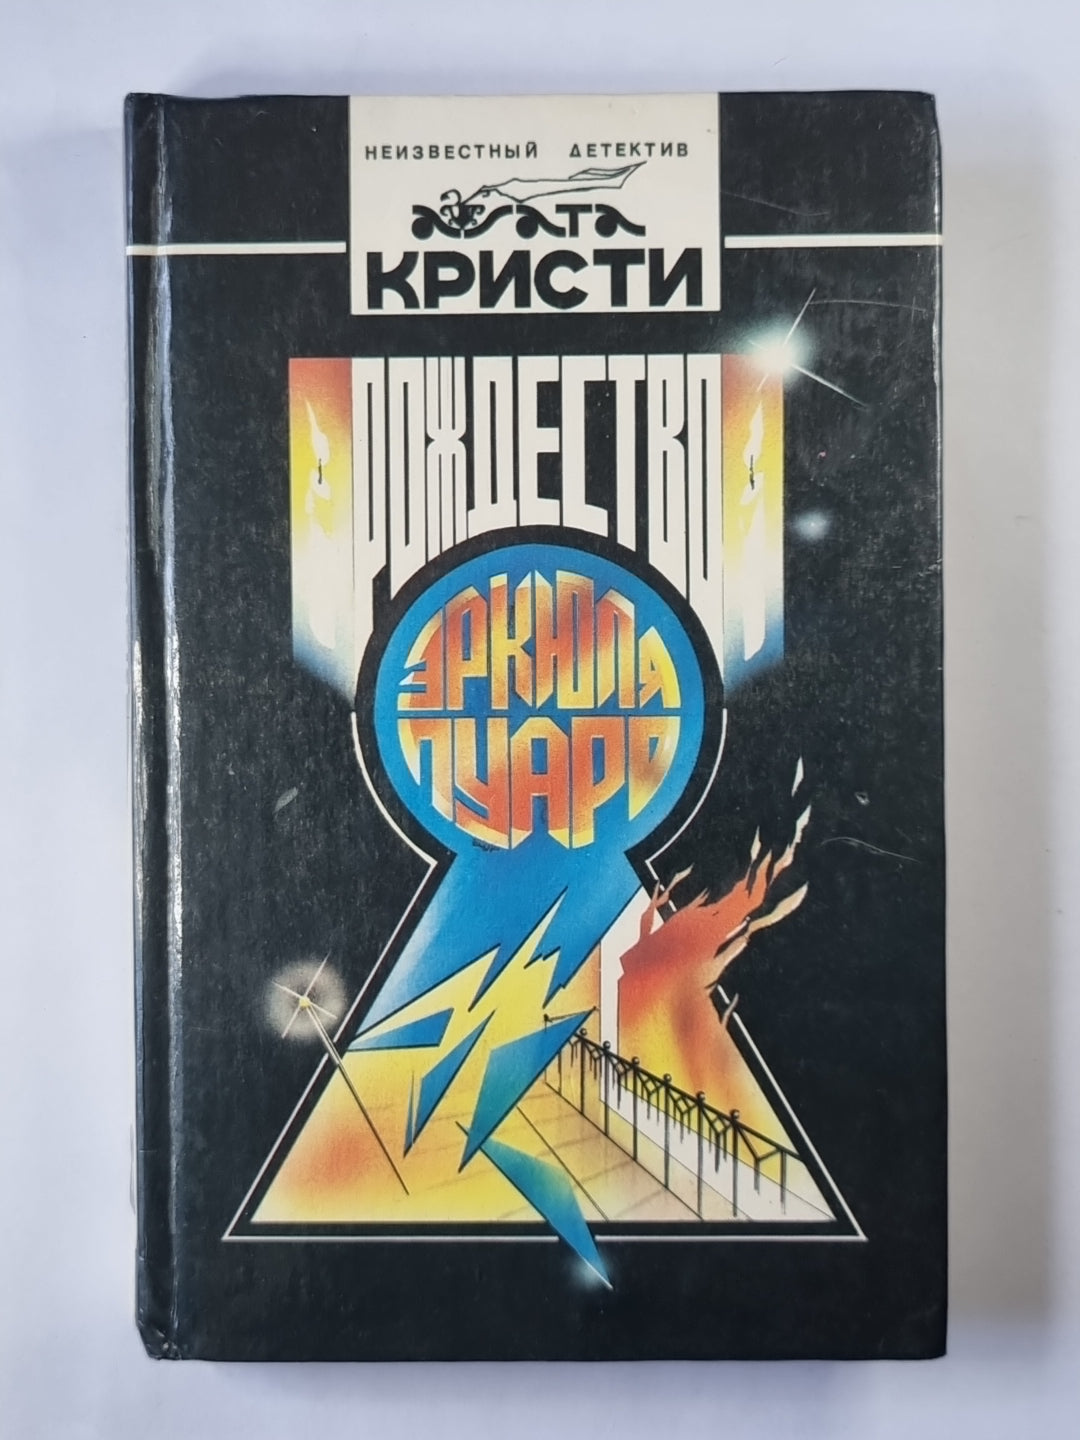 НЕИЗВЕСТНЫЙ ДЕТЕКТИВ
агата
КРИСТИ
РОЖДЕСТВО
ЭРКЮЛЯ
ПУАРО